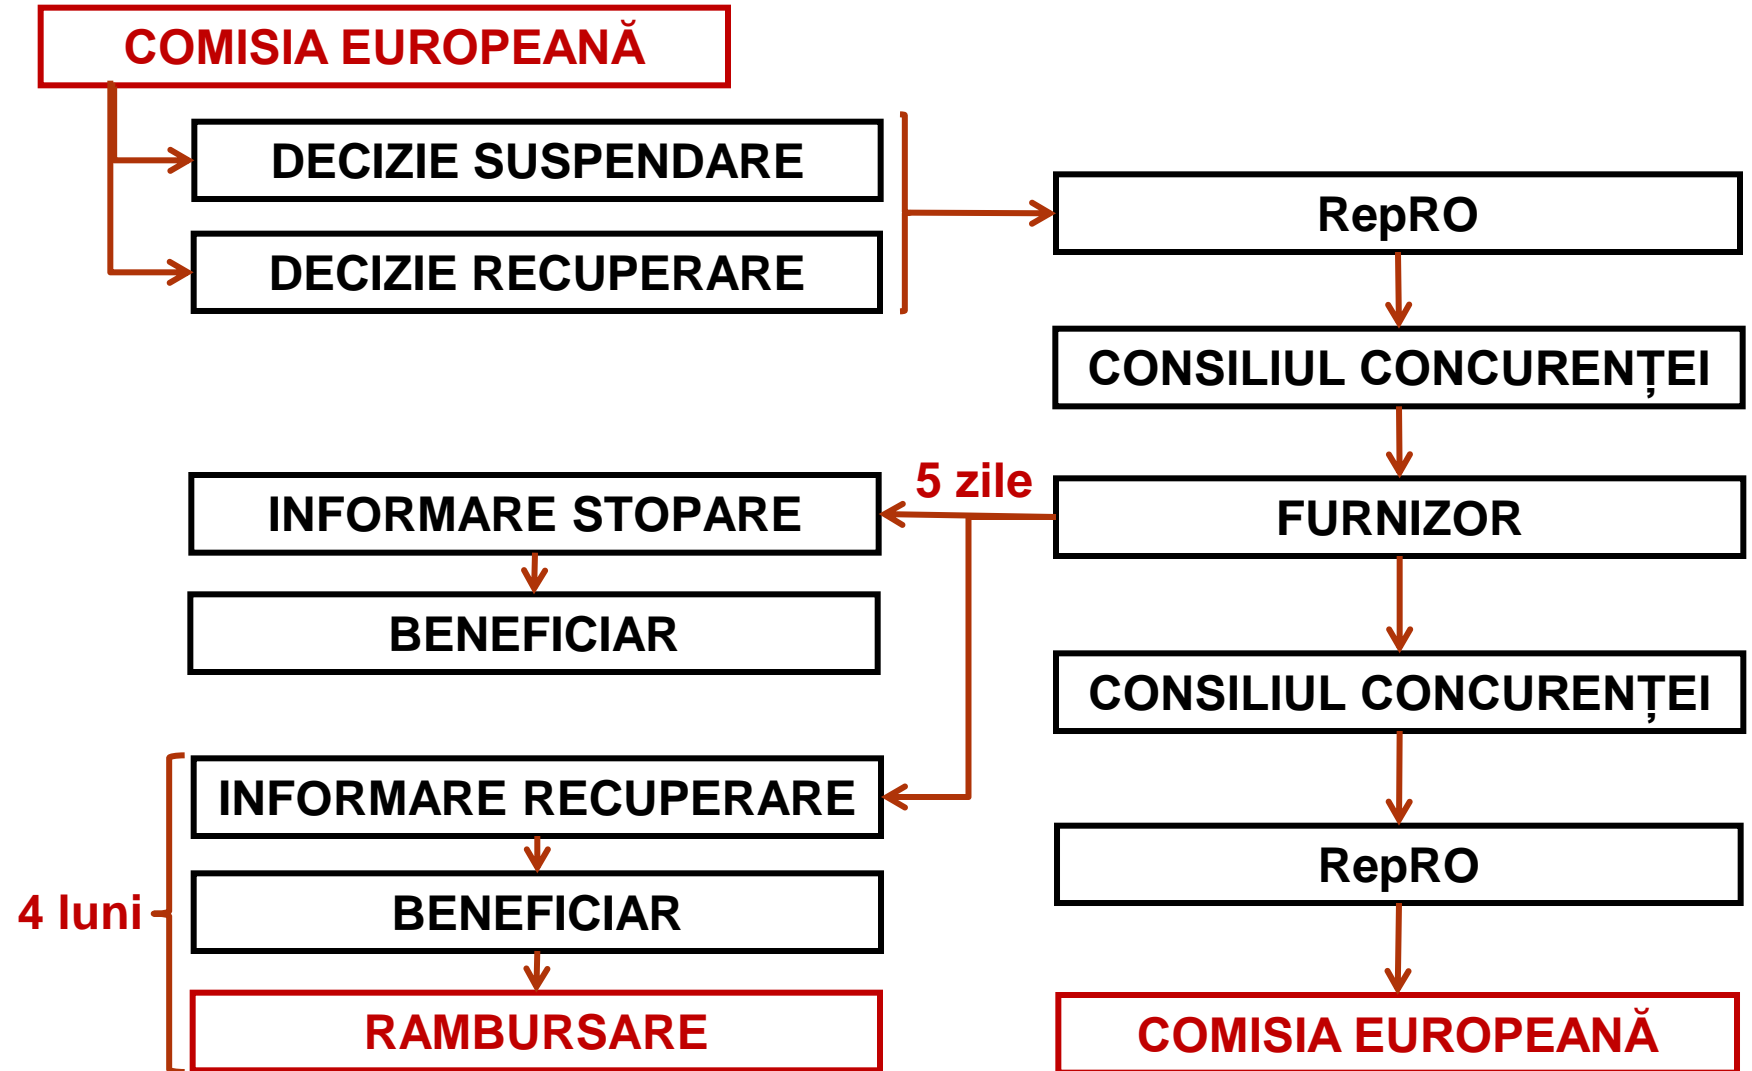 COMISIA EUROPEANĂ
DECIZIE SUSPENDARE
DECIZIE RECUPERARE
RepRO
CONSILIUL CONCURENȚEI
FURNIZOR
5 zile
INFORMARE STOPARE
BENEFICIAR
INFORMARE RECUPERARE
BENEFICIAR
RAMBURSARE
4 luni
CONSILIUL CONCURENȚEI
RepRO
COMISIA EUROPEANĂ